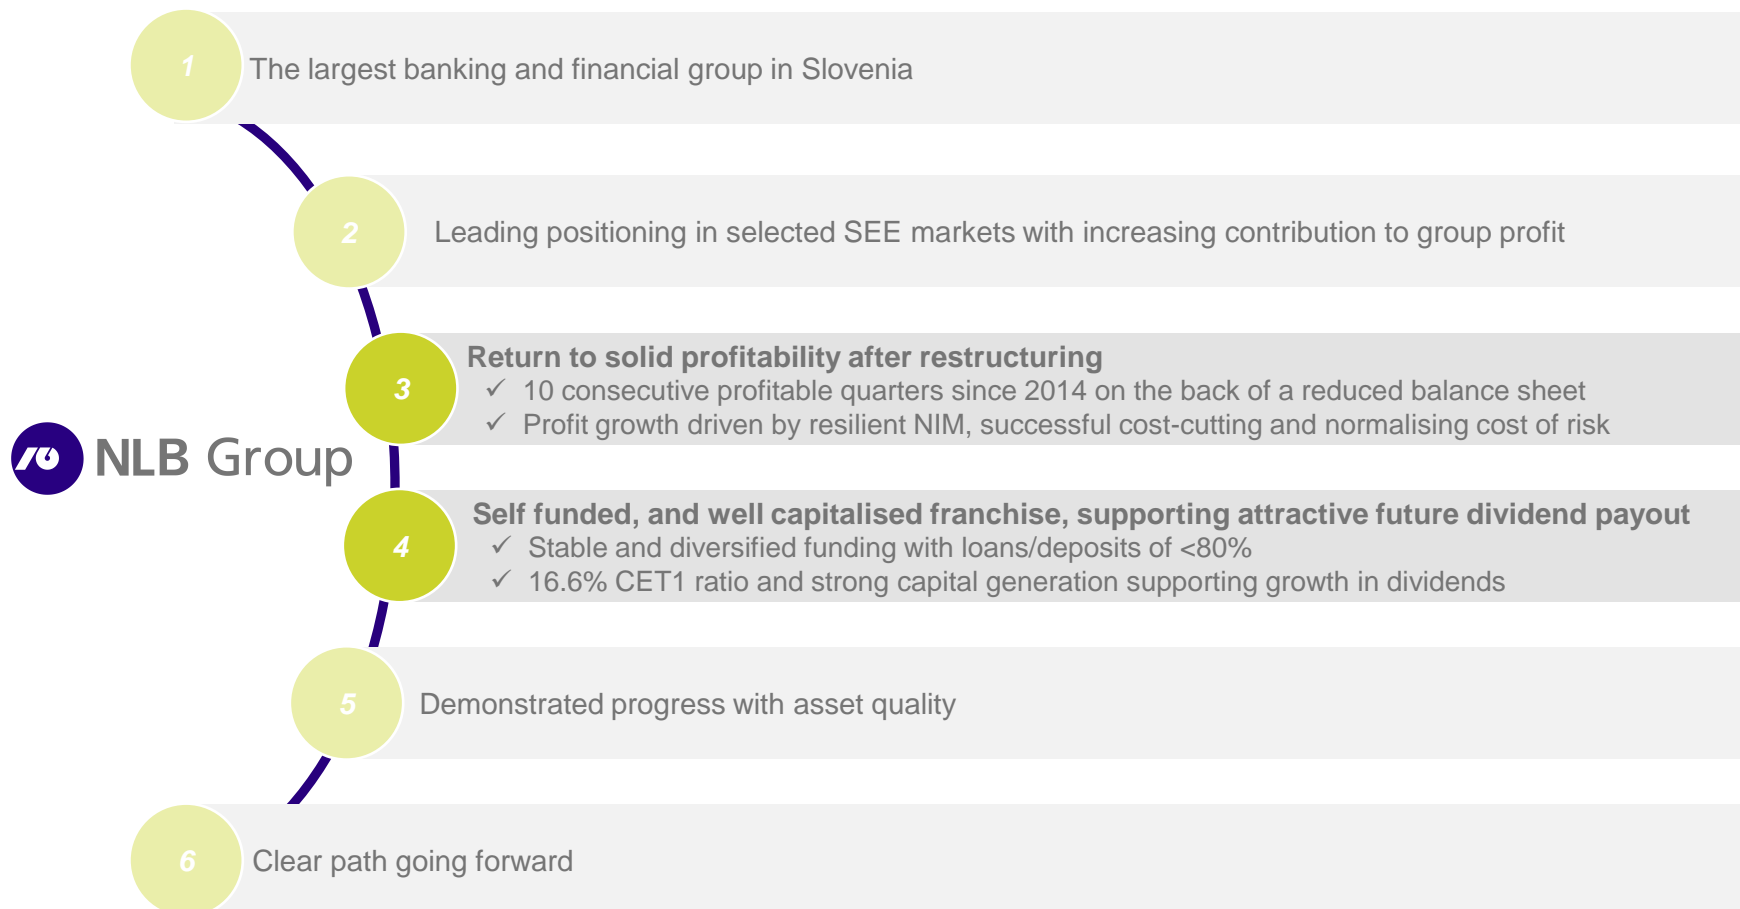 1
The largest banking and financial group in Slovenia
2
Leading positioning in selected SEE markets with increasing contribution to group profit
3
Return to solid profitability after restructuring
✓ 10 consecutive profitable quarters since 2014 on the back of a reduced balance sheet
✓ Profit growth driven by resilient NIM, successful cost-cutting and normalising cost of risk
NLB Group
4
Self funded, and well capitalised franchise, supporting attractive future dividend payout
✓ Stable and diversified funding with loans/deposits of <80%
✓ 16.6% CET1 ratio and strong capital generation supporting growth in dividends
5
Demonstrated progress with asset quality
6
Clear path going forward